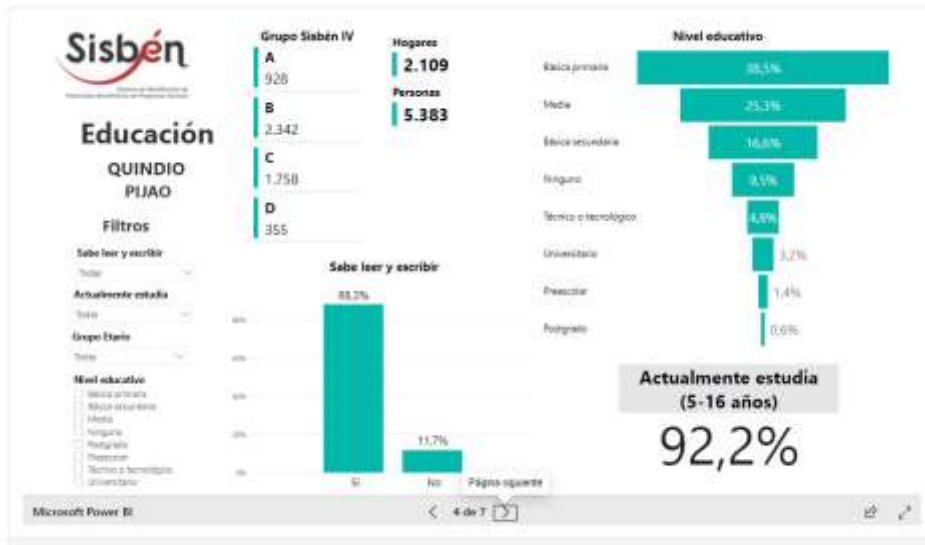 Sisbén
Educación
QUINDIO
PIJAO
Filtros
Sabe leer y escribir
Todas
Actualmente estudia
Todas
Grupo Etario
Todas
Nivel educativo
Básica primaria
Básica secundaria
Media
Ninguno
Postgrado
Preescolar
Técnico o tecnológico
Universitario
Grupo Sisbén IV
A
928
B
2.342
C
1.758
D
355
Hogares
2.109
Personas
5.383
Sabe leer y escribir
88,3%
11,7%
Si
No
Nivel educativo
Básica primaria
38,5%
Media
25,3%
Básica secundaria
16,6%
Ninguno
9,5%
Técnico o tecnológico
4,8%
Universitario
3,2%
Preescolar
1,4%
Postgrado
0,6%
Actualmente estudia
(5-16 años)
92,2%
Página siguiente
Microsoft Power BI
4 de 7